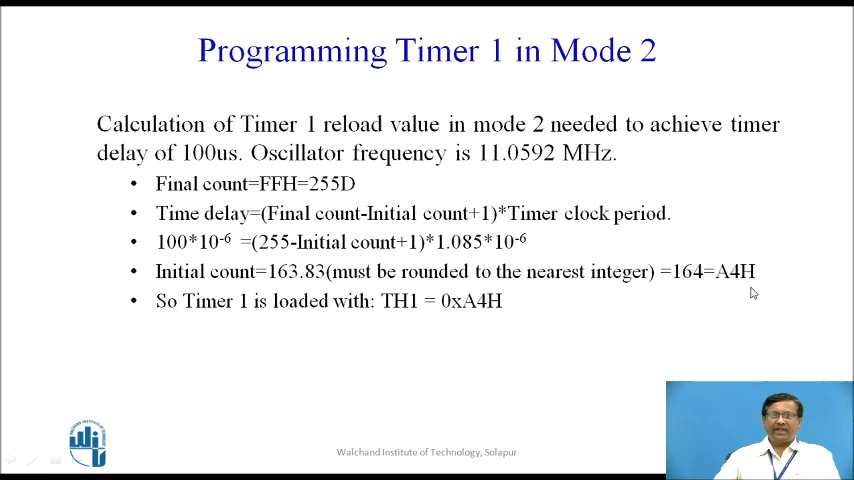 Programming Timer 1 in Mode 2
Calculation of Timer 1 reload value in mode 2 needed to achieve timer
delay of 100us. Oscillator frequency is 11.0592 MHz.
• Final count=FFH=255D
• Time delay=(Final count-Initial count+1)*Timer clock period.
• 100*10⁻⁶ =(255-Initial count+1)*1.085*10⁻⁶
• Initial count=163.83(must be rounded to the nearest integer) =164=A4H
• So Timer 1 is loaded with: TH1 = 0xA4H
Walchand Institute of Technology, Solapur